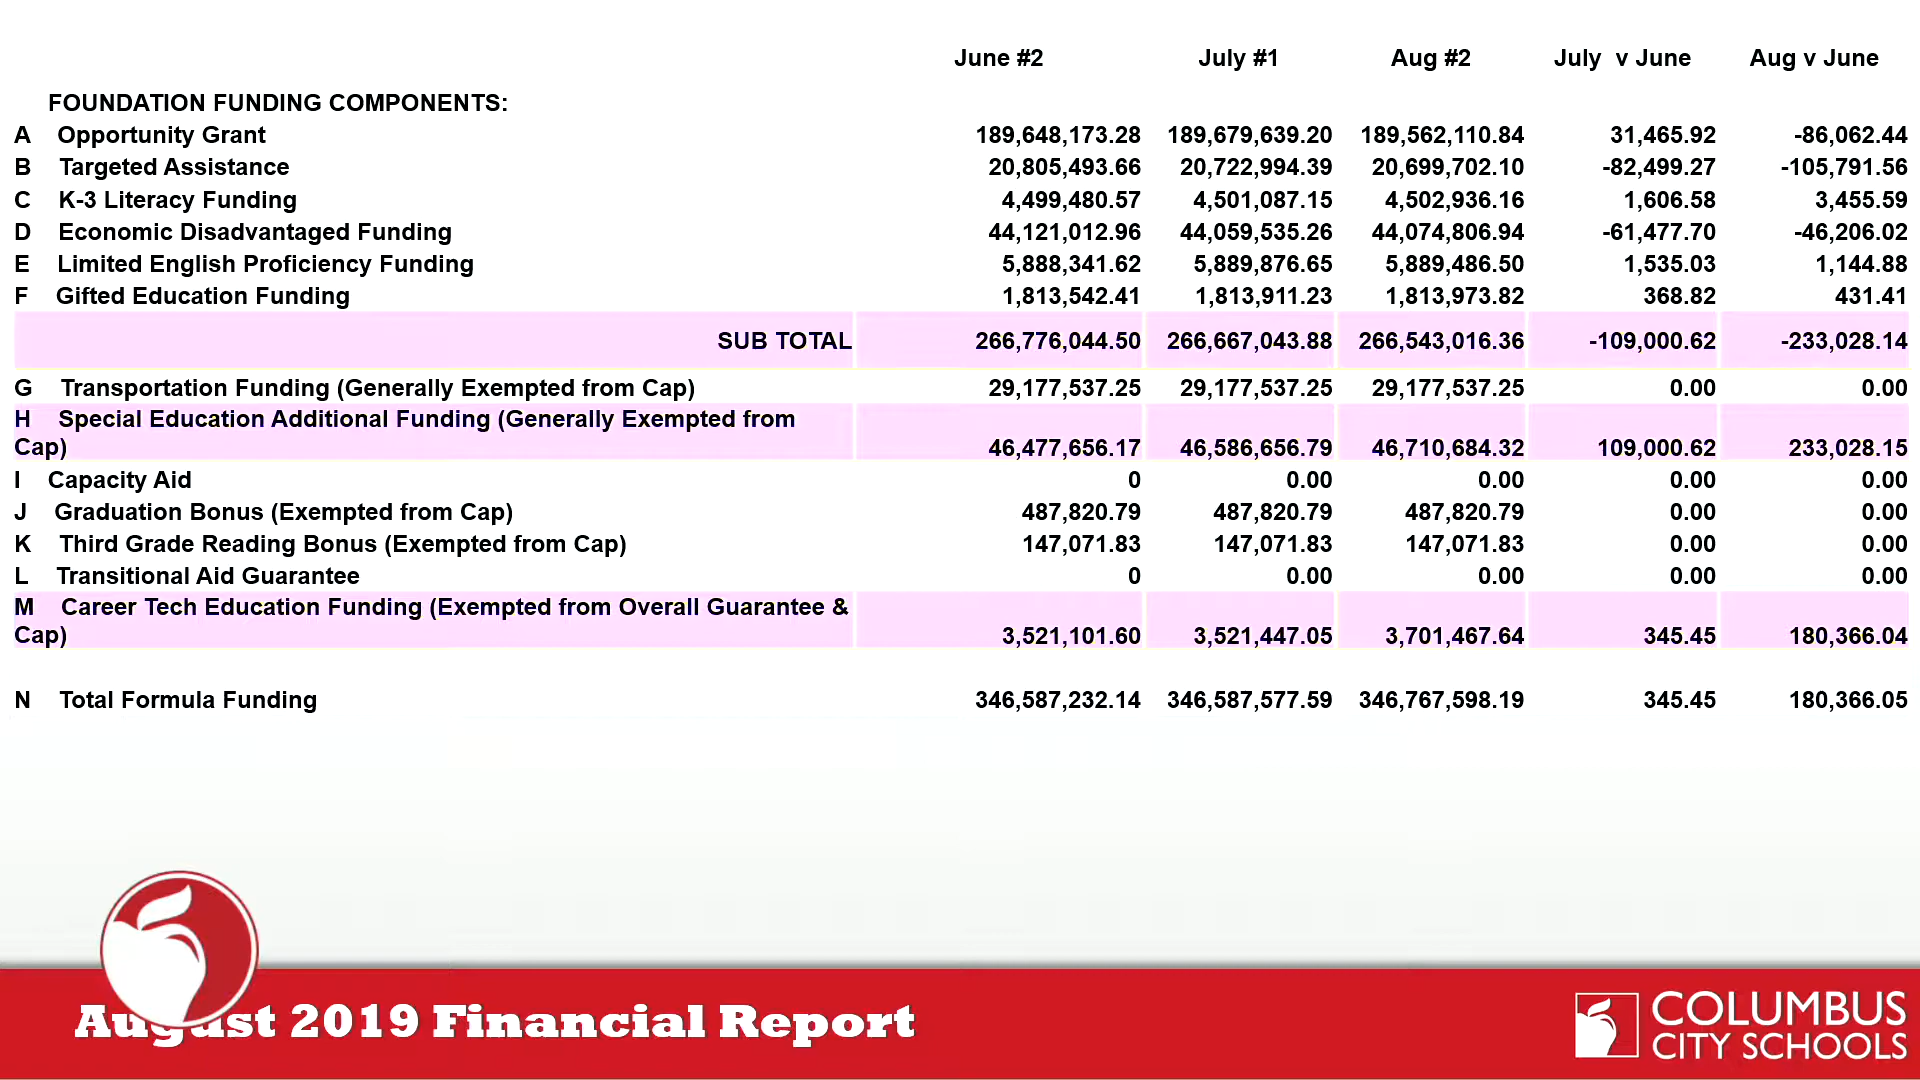 June #2 July #1 Aug #2 July v June Aug v June
FOUNDATION FUNDING COMPONENTS:
A Opportunity Grant 189,648,173.28 189,679,639.20 189,562,110.84 31,465.92 -86,062.44
B Targeted Assistance 20,805,493.66 20,722,994.39 20,699,702.10 -82,499.27 -105,791.56
C K-3 Literacy Funding 4,499,480.57 4,501,087.15 4,502,936.16 1,606.58 3,455.59
D Economic Disadvantaged Funding 44,121,012.96 44,059,535.26 44,074,806.94 -61,477.70 -46,206.02
E Limited English Proficiency Funding 5,888,341.62 5,889,876.65 5,889,486.50 1,535.03 1,144.88
F Gifted Education Funding 1,813,542.41 1,813,911.23 1,813,973.82 368.82 431.41
SUB TOTAL 266,776,044.50 266,667,043.88 266,543,016.36 -109,000.62 -233,028.14
G Transportation Funding (Generally Exempted from Cap) 29,177,537.25 29,177,537.25 29,177,537.25 0.00 0.00
H Special Education Additional Funding (Generally Exempted from
Cap) 46,477,656.17 46,586,656.79 46,710,684.32 109,000.62 233,028.15
I Capacity Aid 0 0.00 0.00 0.00 0.00
J Graduation Bonus (Exempted from Cap) 487,820.79 487,820.79 487,820.79 0.00 0.00
K Third Grade Reading Bonus (Exempted from Cap) 147,071.83 147,071.83 147,071.83 0.00 0.00
L Transitional Aid Guarantee 0 0.00 0.00 0.00 0.00
M Career Tech Education Funding (Exempted from Overall Guarantee &
Cap) 3,521,101.60 3,521,447.05 3,701,467.64 345.45 180,366.04
N Total Formula Funding 346,587,232.14 346,587,577.59 346,767,598.19 345.45 180,366.05
August 2019 Financial Report
COLUMBUS
CITY SCHOOLS